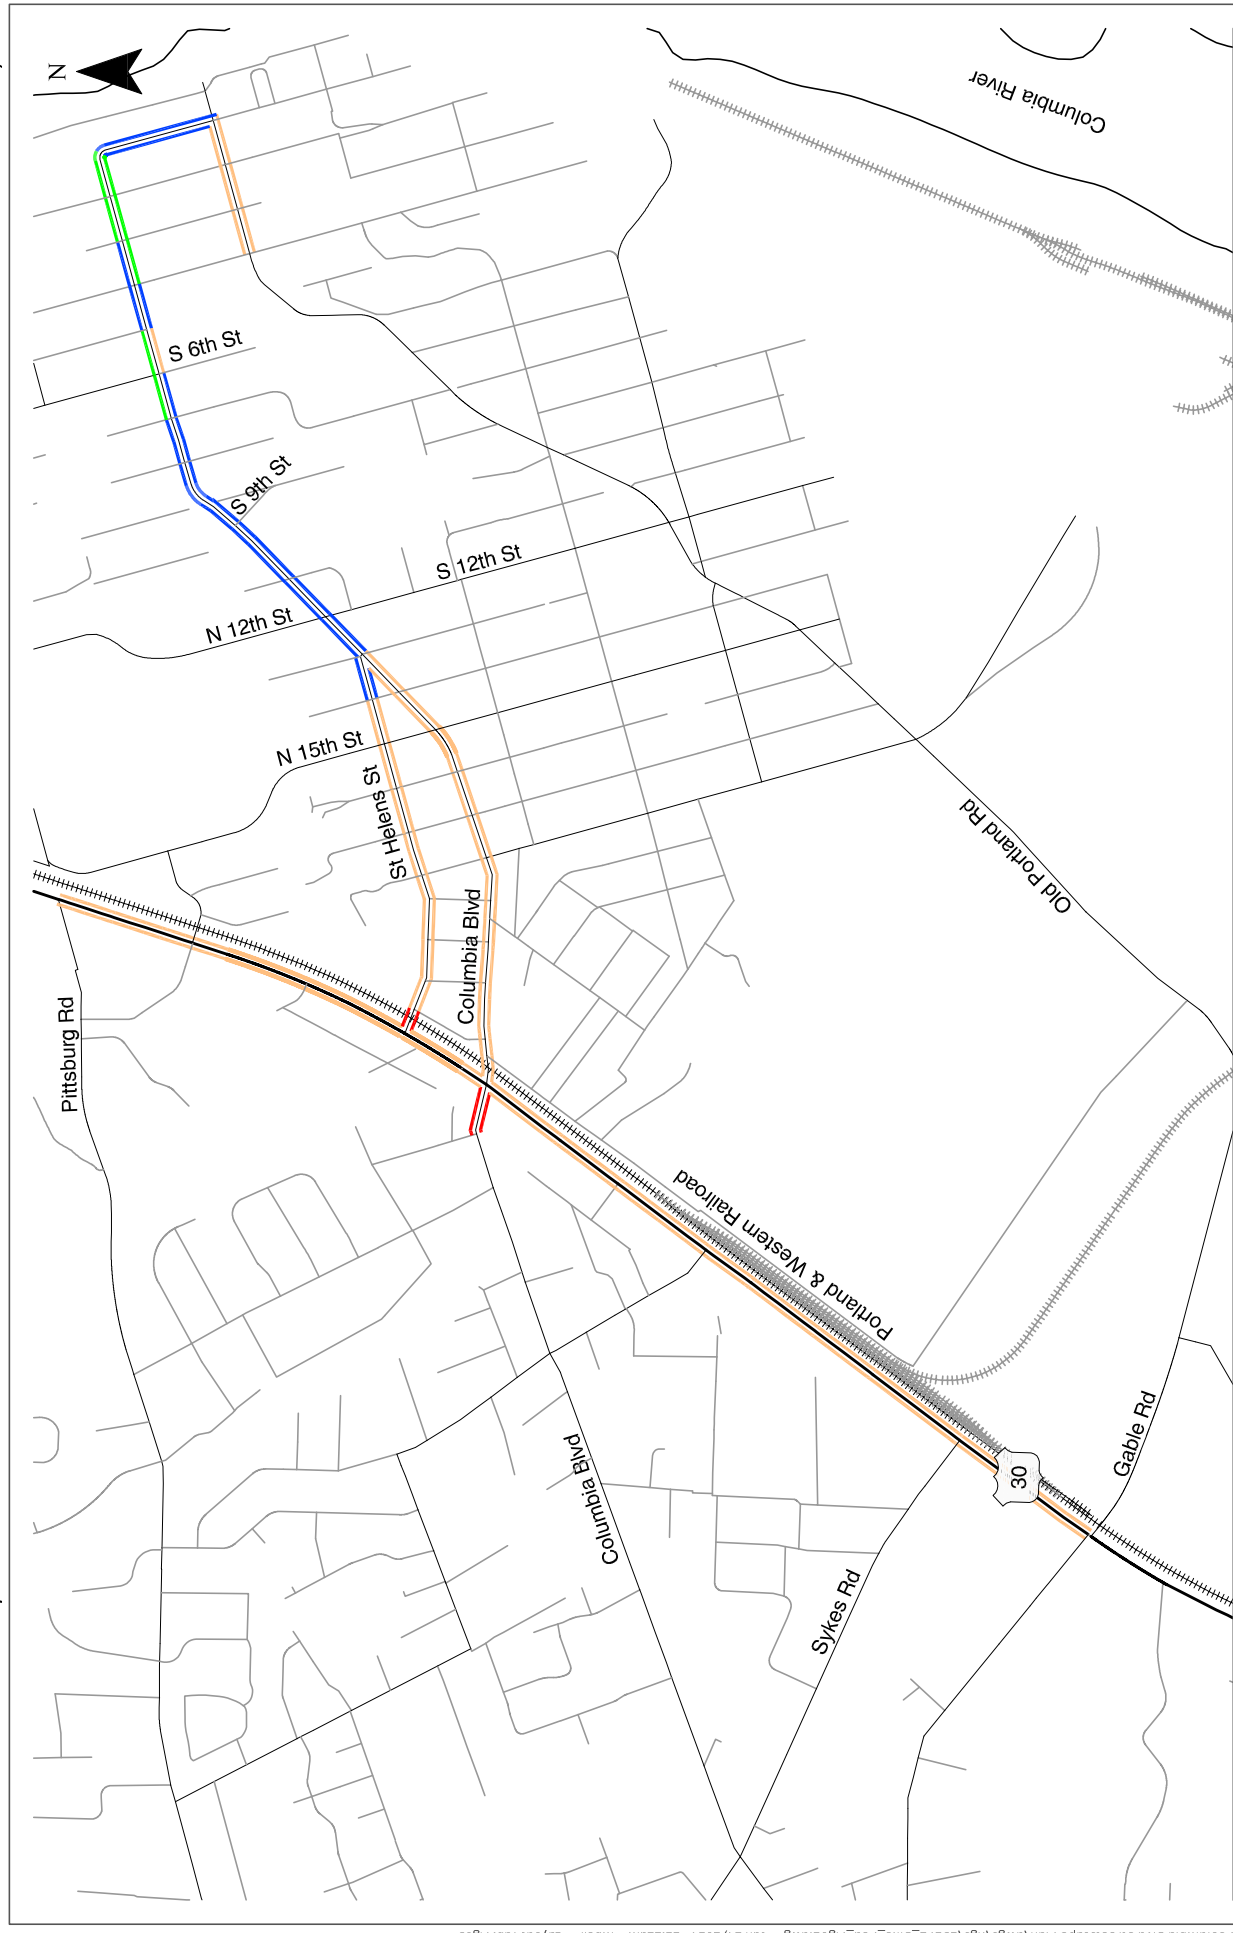 N
Columbia River
S 6th St
S 9th St
S 12th St
N 12th St
N 15th St
St Helens St
Columbia Blvd
Old Portland Rd
Pittsburg Rd
Portland & Western Railroad
30
Gable Rd
Columbia Blvd
Sykes Rd